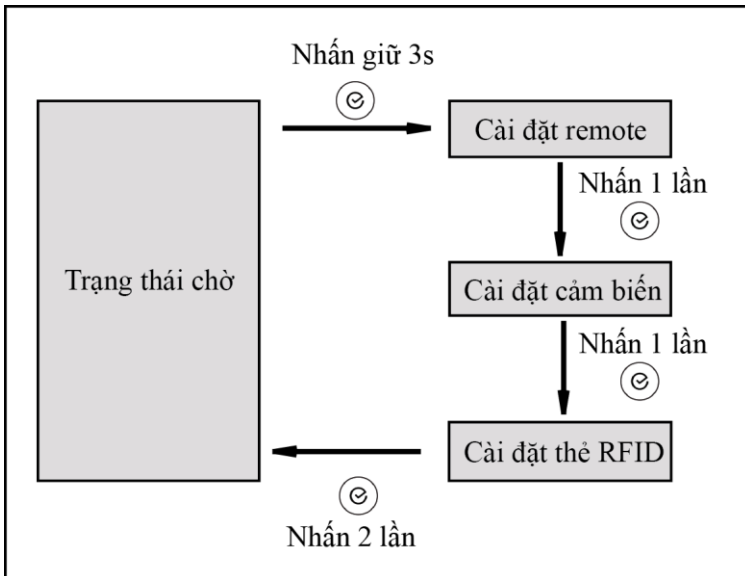 Nhấn giữ 3s
Cài đặt remote
Nhấn 1 lần
Trạng thái chờ
Cài đặt cảm biến
Nhấn 1 lần
Cài đặt thẻ RFID
Nhấn 2 lần